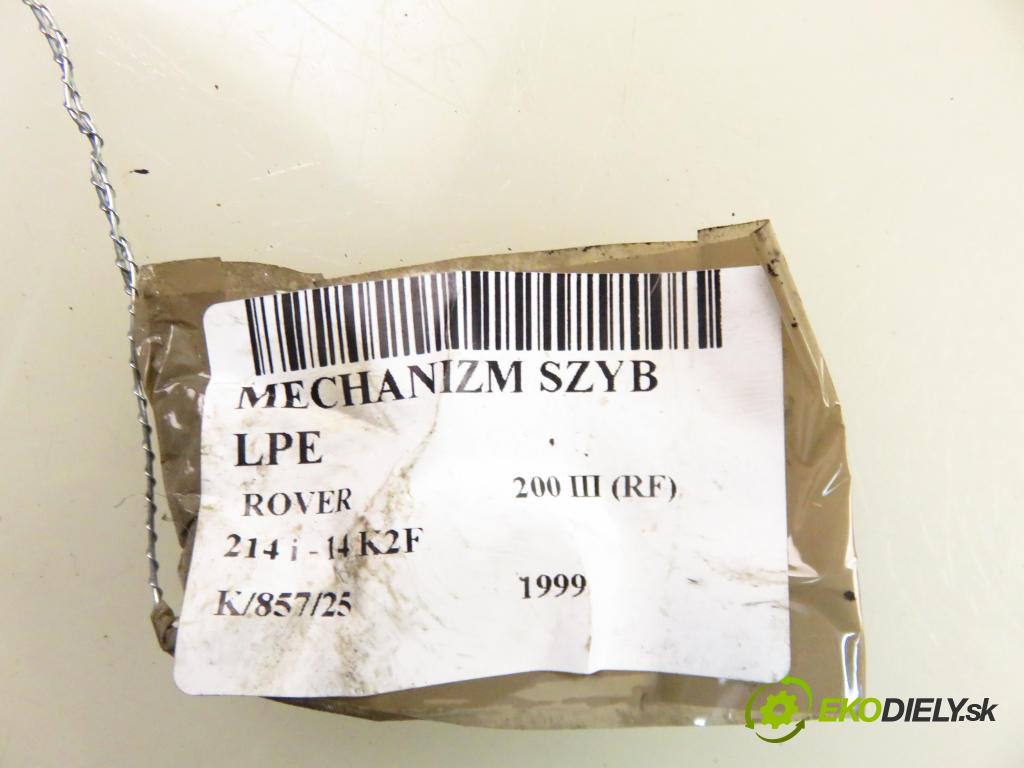 MECHANIZM SZYB
LPE
ROVER 200 III (RF)
214 i - 14 K2F
K/857/25 1999
EKODIELY.sk